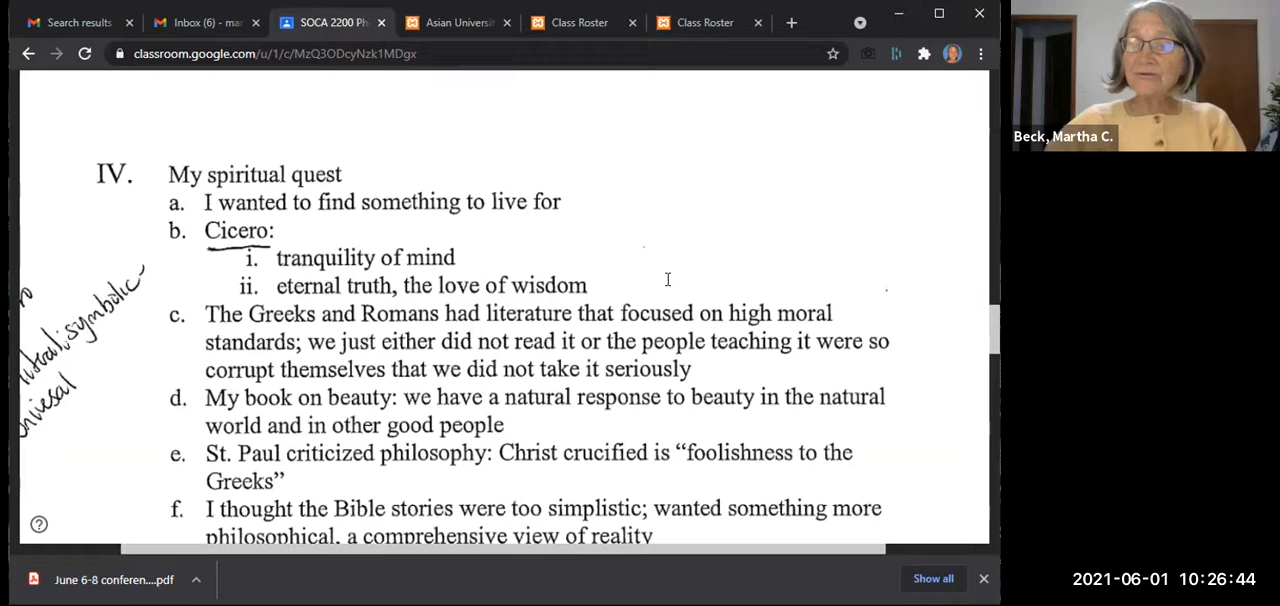 Search results
Inbox (6) - mar
SOCA 2200 Ph
Asian Universit
Class Roster
Class Roster
classroom.google.com/u/1/c/MzQ3ODcyNzk1MDgx
Beck, Martha C.
IV. My spiritual quest
a. I wanted to find something to live for
b. Cicero:
i. tranquility of mind
ii. eternal truth, the love of wisdom
c. The Greeks and Romans had literature that focused on high moral
standards; we just either did not read it or the people teaching it were so
corrupt themselves that we did not take it seriously
d. My book on beauty: we have a natural response to beauty in the natural
world and in other good people
e. St. Paul criticized philosophy: Christ crucified is “foolishness to the
Greeks”
f. I thought the Bible stories were too simplistic; wanted something more
philosophical, a comprehensive view of reality
symbolic-
June 6-8 conferen....pdf
Show all
2021-06-01 10:26:44